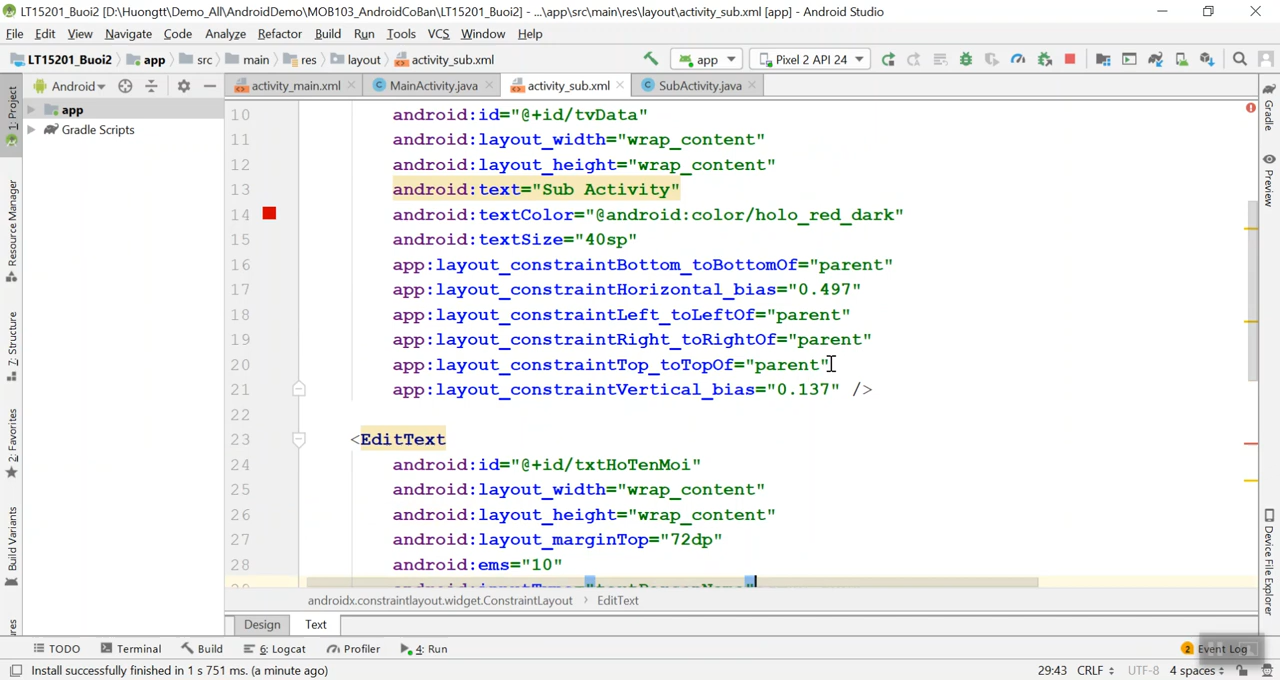 LT15201_Buoi2 [D:\Huongtt\Demo_All\AndroidDemo\MOB103_AndroidCoBan\LT15201_Buoi2] - ...\app\src\main\res\layout\activity_sub.xml [app] - Android Studio
File Edit View Navigate Code Analyze Refactor Build Run Tools VCS Window Help
LT15201_Buoi2 app src main res layout activity_sub.xml app Pixel 2 API 24
Android activity_main.xml MainActivity.java activity_sub.xml SubActivity.java
1: Project
Resource Manager
7: Structure
2: Favorites
Build Variants
app
Gradle Scripts
10 android:id="@+id/tvData"
11 android:layout_width="wrap_content"
12 android:layout_height="wrap_content"
13 android:text="Sub Activity"
14 android:textColor="@android:color/holo_red_dark"
15 android:textSize="40sp"
16 app:layout_constraintBottom_toBottomOf="parent"
17 app:layout_constraintHorizontal_bias="0.497"
18 app:layout_constraintLeft_toLeftOf="parent"
19 app:layout_constraintRight_toRightOf="parent"
20 app:layout_constraintTop_toTopOf="parent"
21 app:layout_constraintVertical_bias="0.137" />
22
23 <EditText
24 android:id="@+id/txtHoTenMoi"
25 android:layout_width="wrap_content"
26 android:layout_height="wrap_content"
27 android:layout_marginTop="72dp"
28 android:ems="10"
androidx.constraintlayout.widget.ConstraintLayout › EditText
Design Text
Gradle
Preview
Device File Explorer
TODO Terminal Build 6: Logcat Profiler 4: Run 2 Event Log
Install successfully finished in 1 s 751 ms. (a minute ago) 29:43 CRLF UTF-8 4 spaces